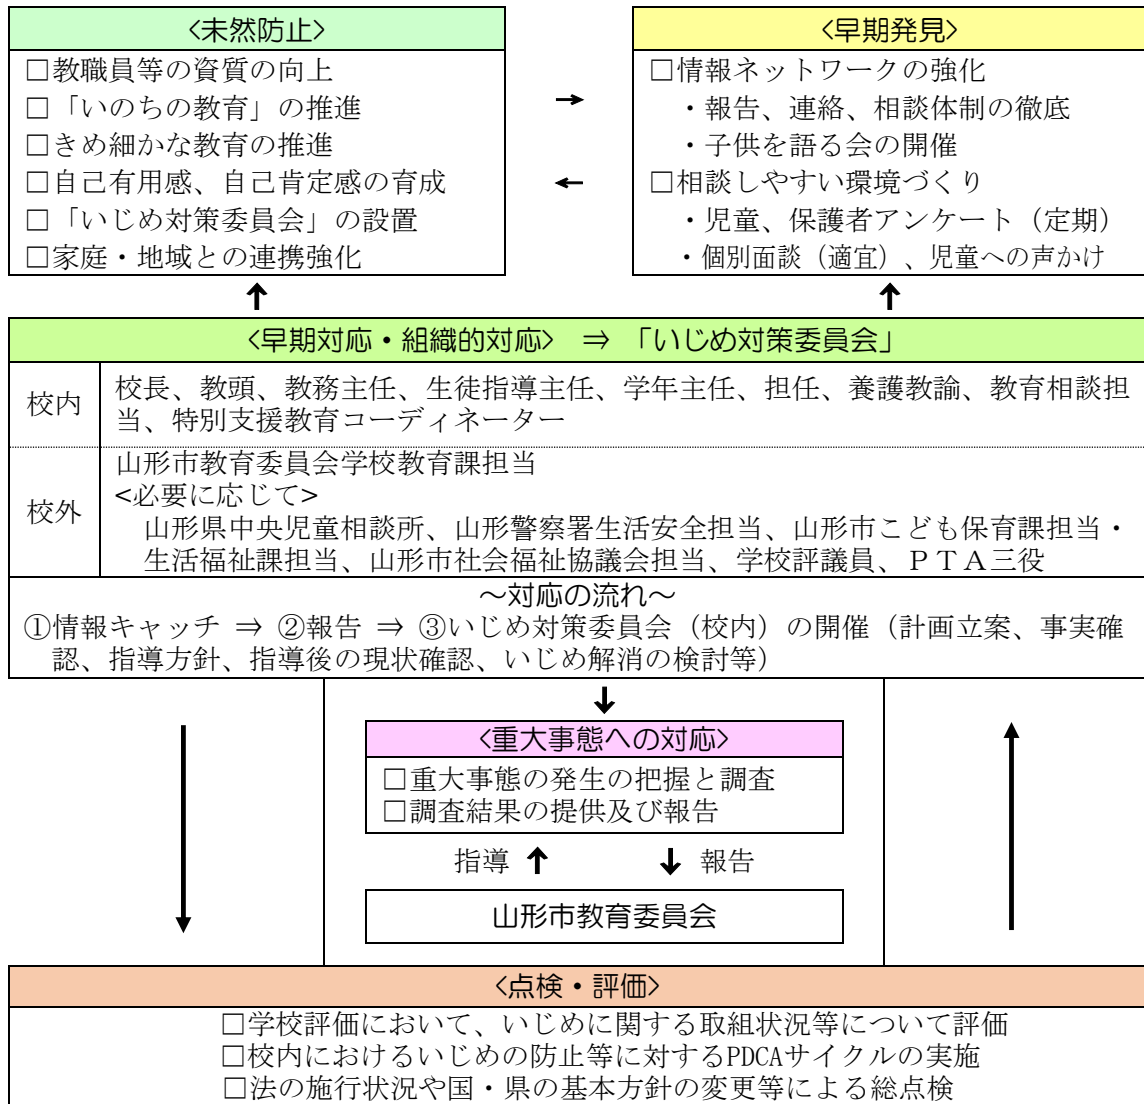 <未然防止>
□教職員等の資質の向上
□「いのちの教育」の推進
□きめ細かな教育の推進
□自己有用感、自己肯定感の育成
□「いじめ対策委員会」の設置
□家庭・地域との連携強化
→
←
<早期発見>
□情報ネットワークの強化
・報告、連絡、相談体制の徹底
・子供を語る会の開催
□相談しやすい環境づくり
・児童、保護者アンケート（定期）
・個別面談（適宜）、児童への声かけ
↑ ↑
<早期対応・組織的対応> ⇒ 「いじめ対策委員会」
校内
校長、教頭、教務主任、生徒指導主任、学年主任、担任、養護教諭、教育相談担
当、特別支援教育コーディネーター
校外
山形市教育委員会学校教育課担当
<必要に応じて>
山形県中央児童相談所、山形警察署生活安全担当、山形市こども保育課担当・
生活福祉課担当、山形市社会福祉協議会担当、学校評議員、ＰＴＡ三役
～対応の流れ～
①情報キャッチ ⇒ ②報告 ⇒ ③いじめ対策委員会（校内）の開催（計画立案、事実確
認、指導方針、指導後の現状確認、いじめ解消の検討等）
↓
<重大事態への対応>
□重大事態の発生の把握と調査
□調査結果の提供及び報告
指導 ↑ ↓ 報告
山形市教育委員会
<点検・評価>
□学校評価において、いじめに関する取組状況等について評価
□校内におけるいじめの防止等に対するPDCAサイクルの実施
□法の施行状況や国・県の基本方針の変更等による総点検